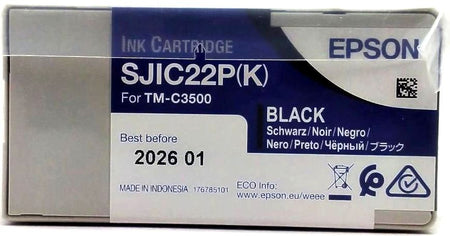 INK CARTRIDGE
EPSON
SJIC22P(K)
For TM-C3500
BLACK
Schwarz/Noir/Negro/
Nero/Preto/Чёрный/ブラック
Best before
2026 01
MADE IN INDONESIA 176785101
ECO Info:
www.epson.eu/weee